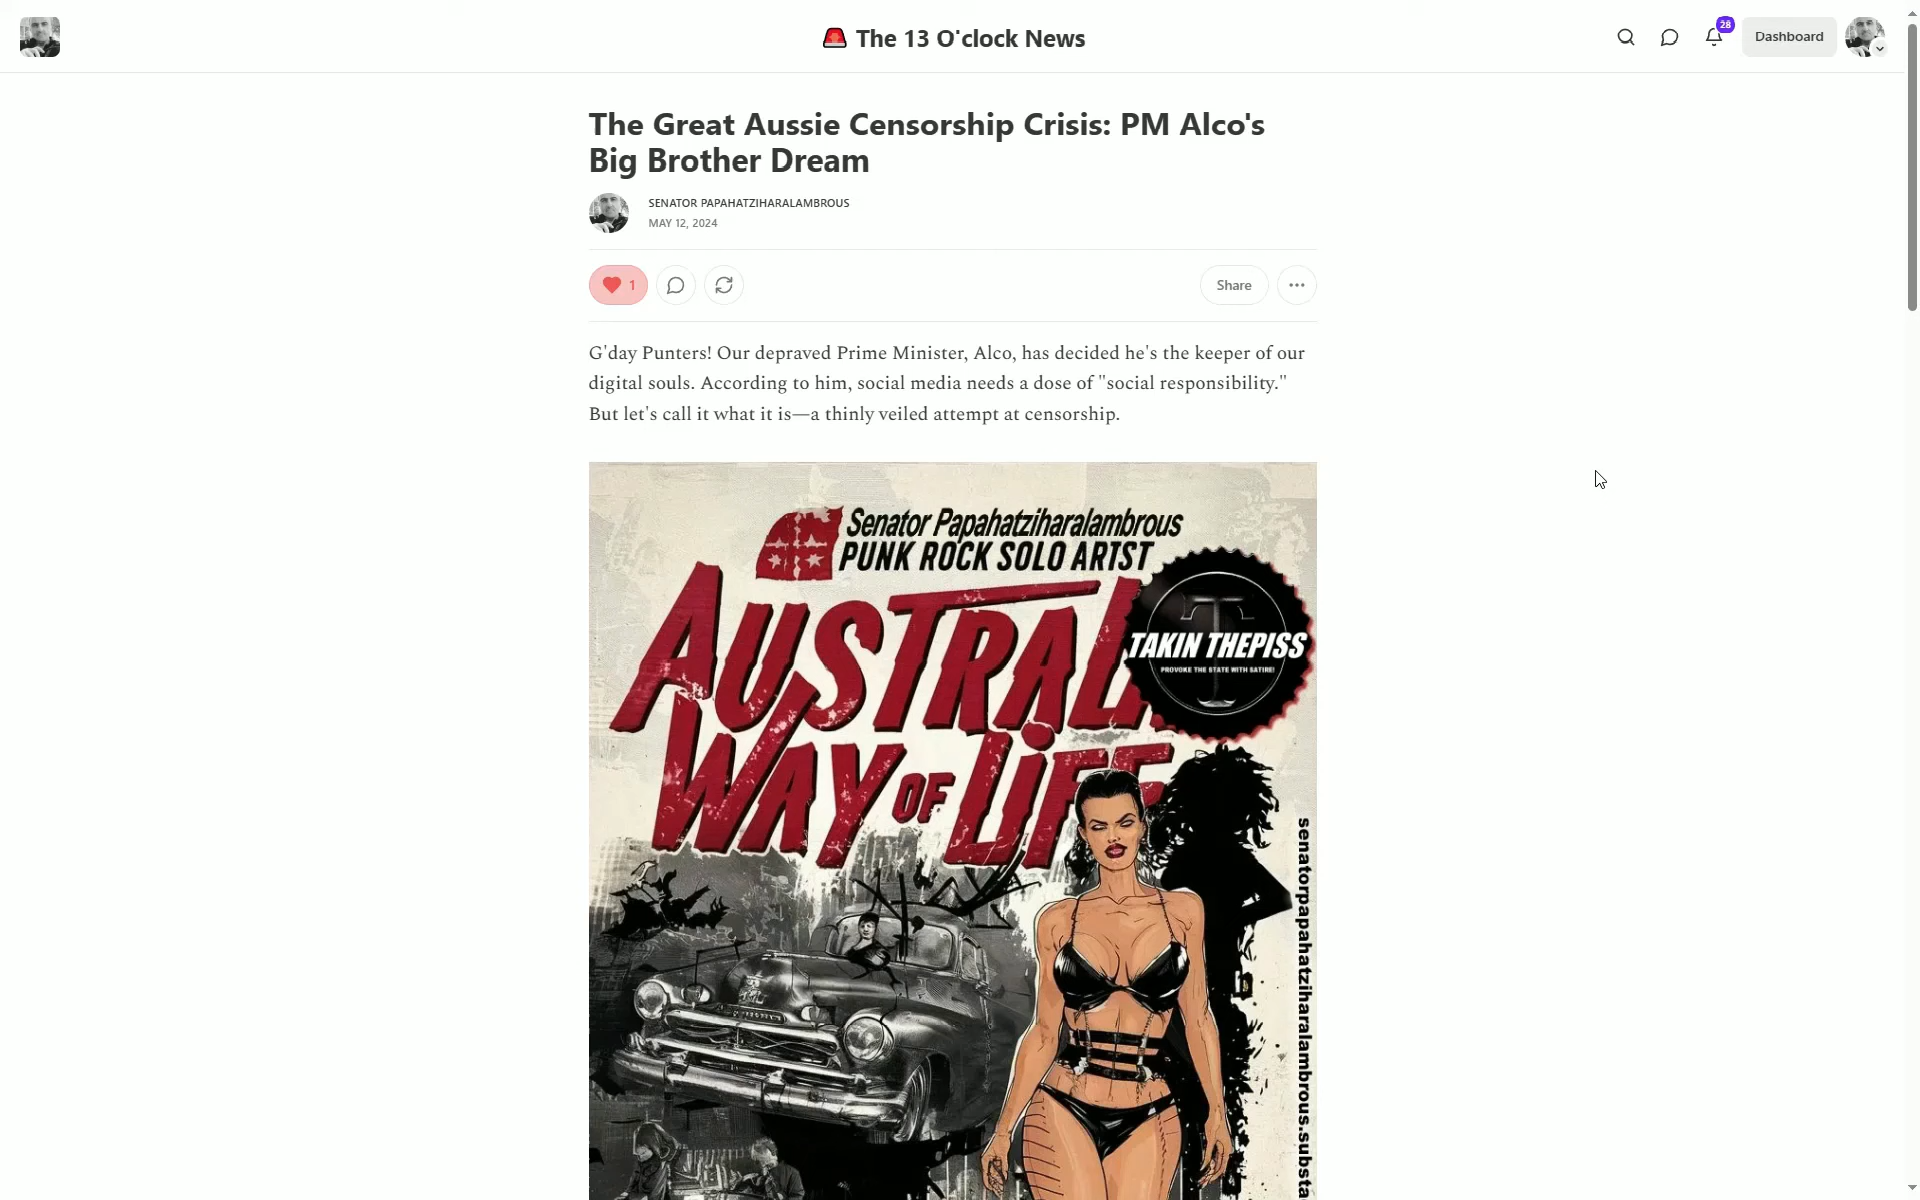 The 13 O'clock News
28
Dashboard
The Great Aussie Censorship Crisis: PM Alco's
Big Brother Dream
SENATOR PAPAHATZIHARALAMBROUS
MAY 12, 2024
1
Share
G'day Punters! Our depraved Prime Minister, Alco, has decided he's the keeper of our
digital souls. According to him, social media needs a dose of "social responsibility."
But let's call it what it is—a thinly veiled attempt at censorship.
Senator Papahatziharalambrous
PUNK ROCK SOLO ARTST
AUSTRAL
WAY OF LIFE
TAKIN THEPISS
PROVOKE THE STATE WITH SATIRE!
senatorpapahatziharalambrous.substa